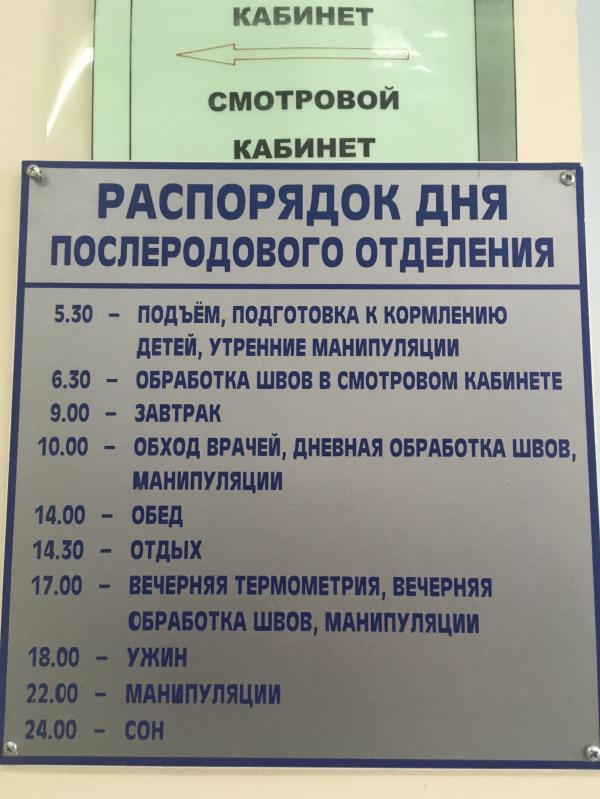 КАБИНЕТ
СМОТРОВОЙ
КАБИНЕТ
РАСПОРЯДОК ДНЯ
ПОСЛЕРОДОВОГО ОТДЕЛЕНИЯ
5.30 – ПОДЪЁМ, ПОДГОТОВКА К КОРМЛЕНИЮ
ДЕТЕЙ, УТРЕННИЕ МАНИПУЛЯЦИИ
6.30 – ОБРАБОТКА ШВОВ В СМОТРОВОМ КАБИНЕТЕ
9.00 – ЗАВТРАК
10.00 – ОБХОД ВРАЧЕЙ, ДНЕВНАЯ ОБРАБОТКА ШВОВ,
МАНИПУЛЯЦИИ
14.00 – ОБЕД
14.30 – ОТДЫХ
17.00 – ВЕЧЕРНЯЯ ТЕРМОМЕТРИЯ, ВЕЧЕРНЯЯ
ОБРАБОТКА ШВОВ, МАНИПУЛЯЦИИ
18.00 – УЖИН
22.00 – МАНИПУЛЯЦИИ
24.00 – СОН